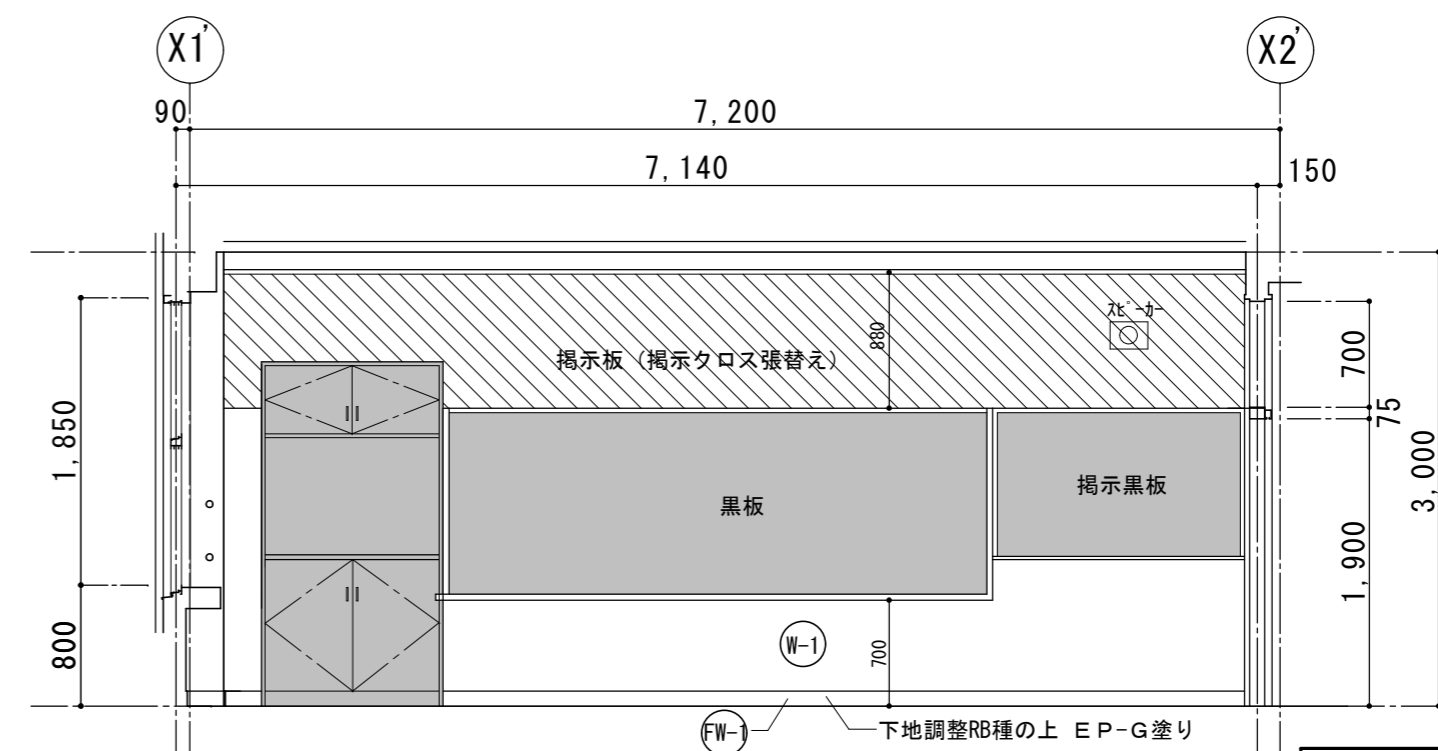 X1'
X2'
90
7,200
7,140
150
スピーカー
880
掲示板（掲示クロス張替え）
700
75
1,850
3,000
黒板
掲示黒板
1,900
800
W-1
700
FW-1
下地調整RB種の上 ＥＰ-Ｇ塗り